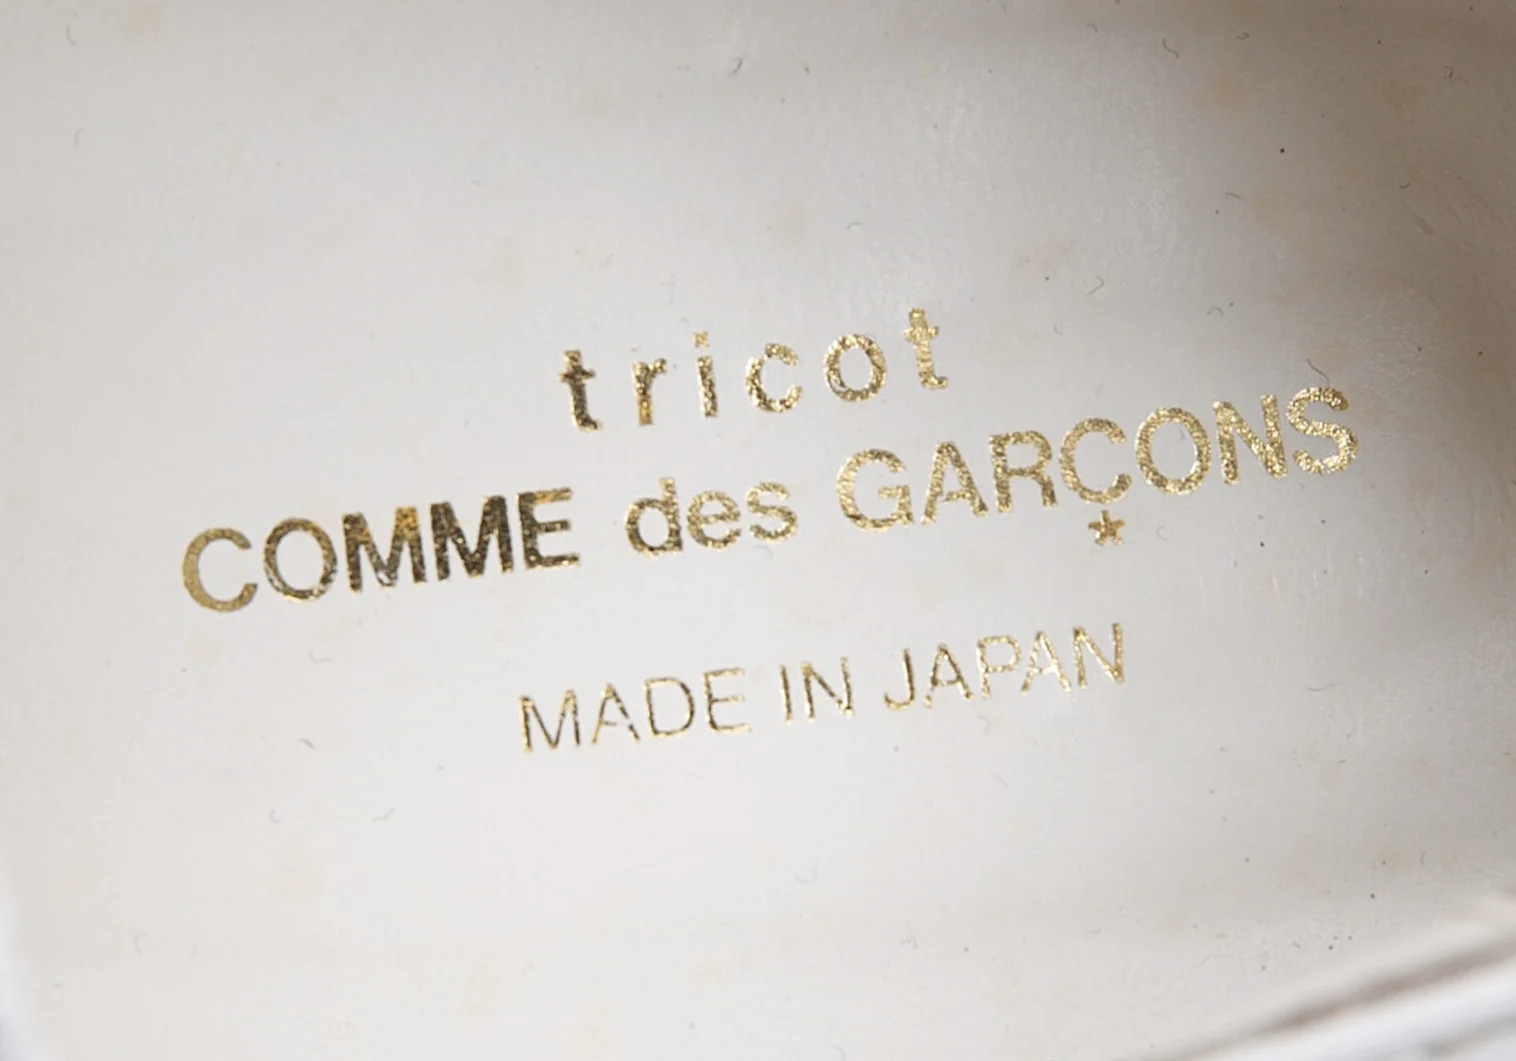 tricot
COMME des GARÇONS
MADE IN JAPAN